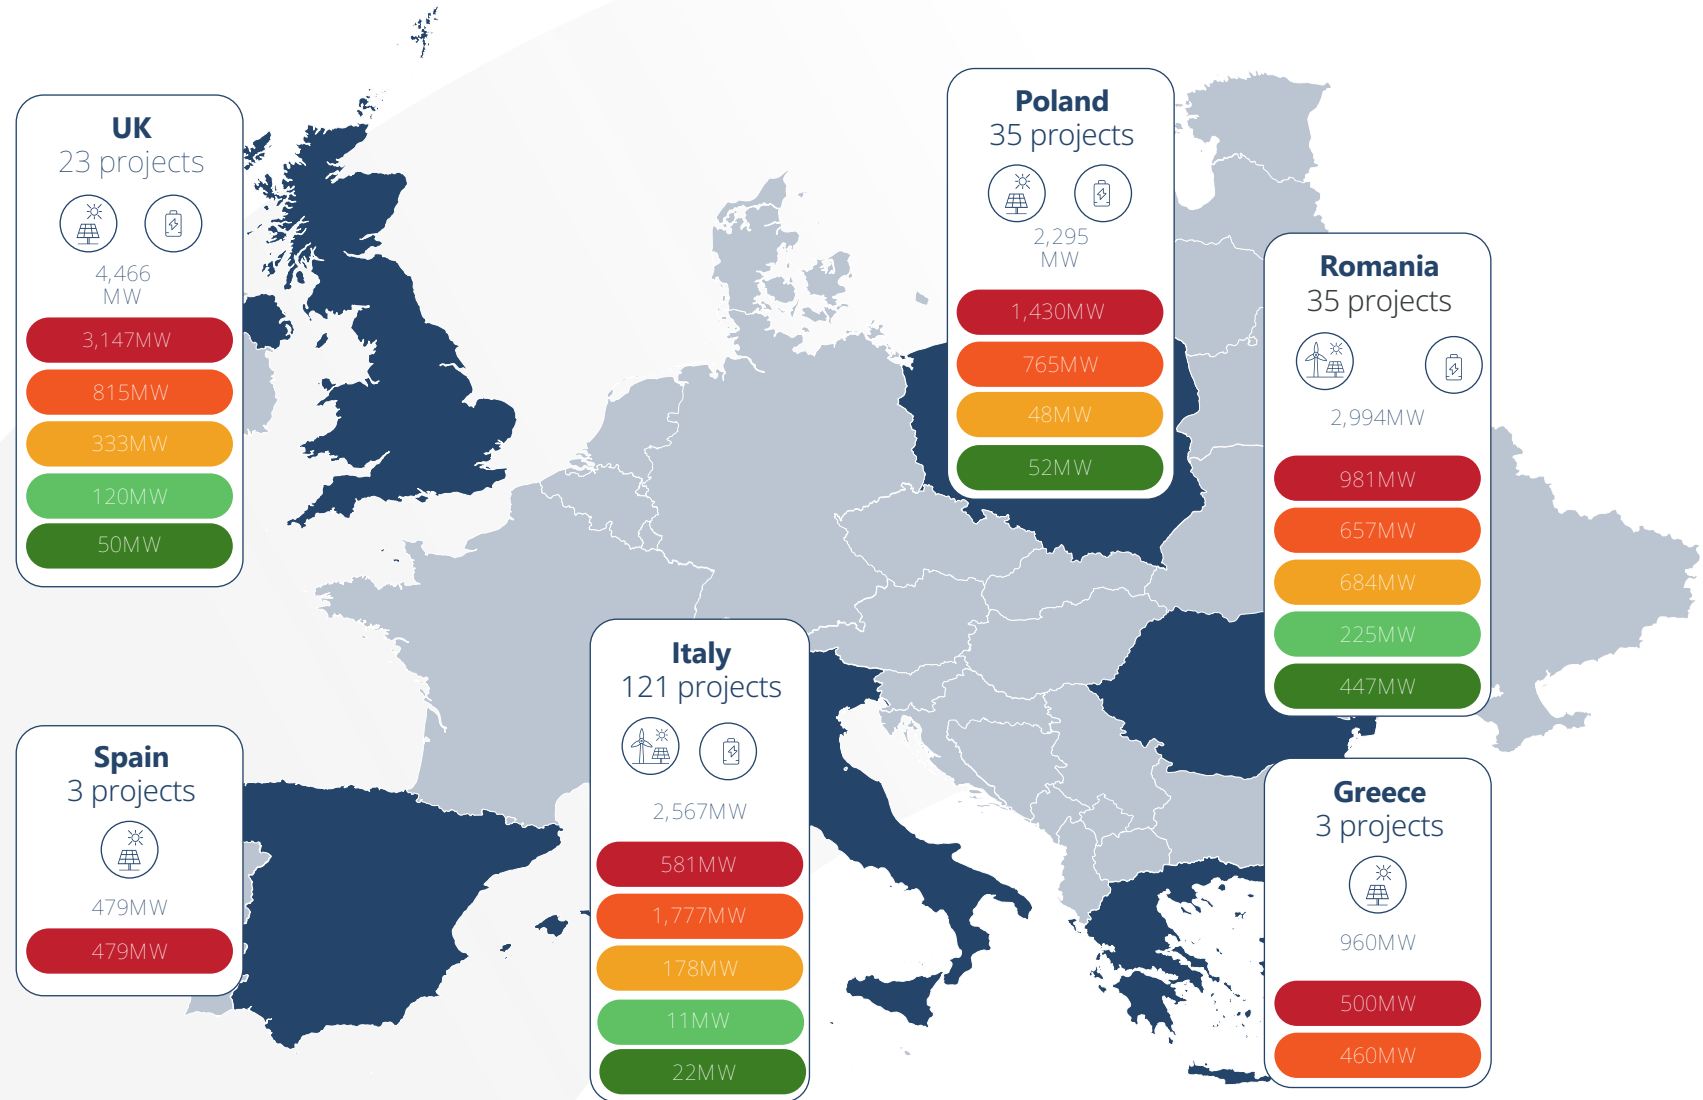 UK
23 projects
4,466
MW
3,147MW
815MW
333MW
120MW
50MW
Poland
35 projects
2,295
MW
1,430MW
765MW
48MW
52MW
Romania
35 projects
2,994MW
981MW
657MW
684MW
225MW
447MW
Italy
121 projects
2,567MW
581MW
1,777MW
178MW
11MW
22MW
Spain
3 projects
479MW
479MW
Greece
3 projects
960MW
500MW
460MW